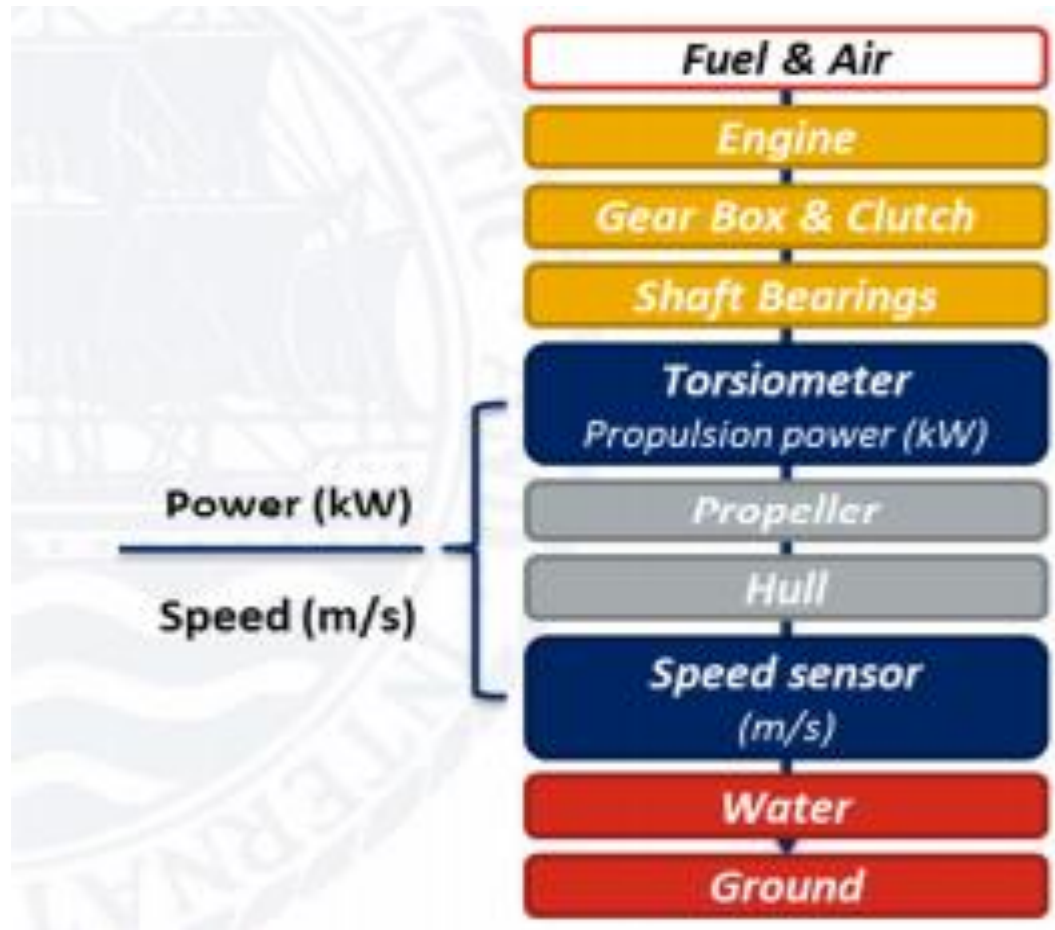 Fuel & Air
Engine
Gear Box & Clutch
Shaft Bearings
Torsiometer
Propulsion power (kW)
Propeller
Hull
Speed sensor
(m/s)
Water
Ground
Power (kW)
Speed (m/s)